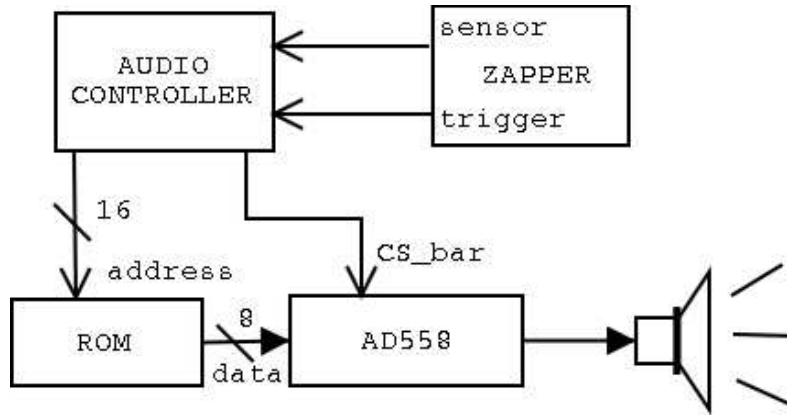 sensor
AUDIO
CONTROLLER
ZAPPER
trigger
16
address
CS_bar
8
ROM
data
AD558